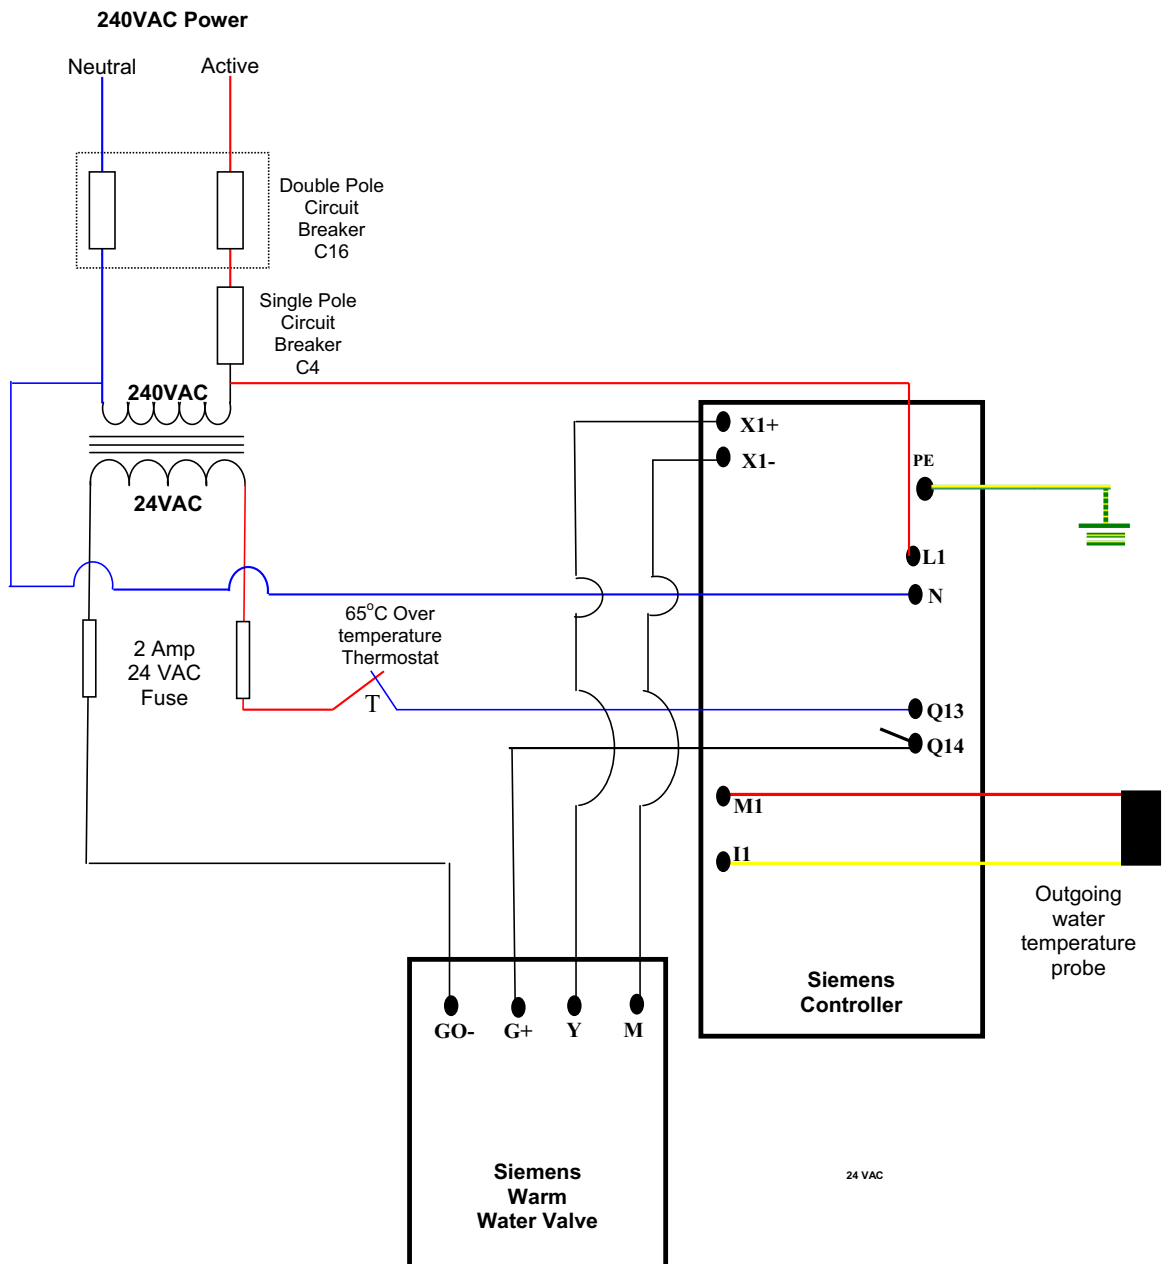 240VAC Power
Neutral
Active
Double Pole
Circuit
Breaker
C16
Single Pole
Circuit
Breaker
C4
240VAC
24VAC
X1+
X1-
PE
L1
N
65°C Over
temperature
Thermostat
T
2 Amp
24 VAC
Fuse
Q13
Q14
M1
I1
Outgoing
water
temperature
probe
Siemens
Controller
GO-
G+
Y
M
Siemens
Warm
Water Valve
24 VAC